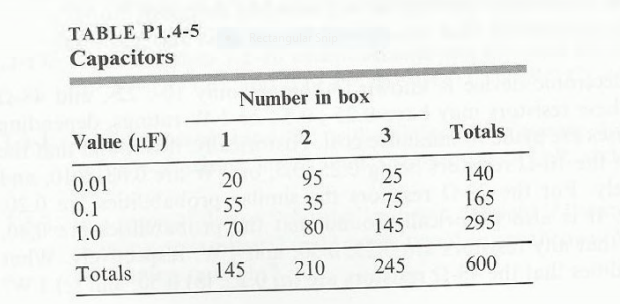 TABLE P1.4-5
Capacitors
Number in box
Value (μF) 1 2 3 Totals
0.01 20 95 25 140
0.1 55 35 75 165
1.0 70 80 145 295
Totals 145 210 245 600